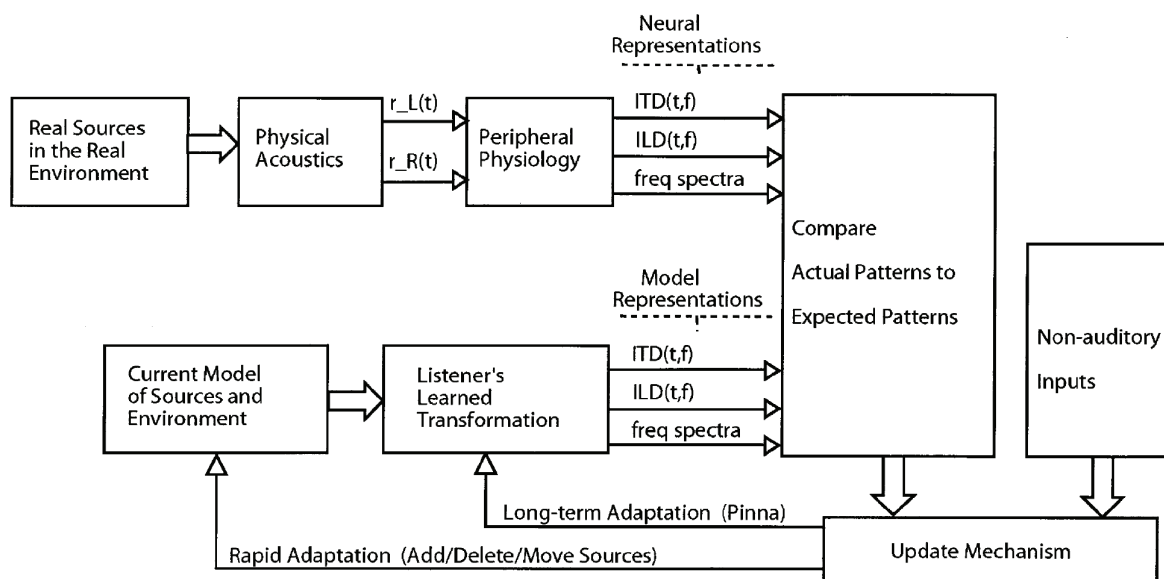 Neural
Representations
Real Sources
in the Real
Environment
Physical
Acoustics
r_L(t)
r_R(t)
Peripheral
Physiology
ITD(t,f)
ILD(t,f)
freq spectra
Compare
Actual Patterns to
Expected Patterns
Non-auditory
Inputs
Model
Representations
Current Model
of Sources and
Environment
Listener's
Learned
Transformation
ITD(t,f)
ILD(t,f)
freq spectra
Long-term Adaptation (Pinna)
Rapid Adaptation (Add/Delete/Move Sources)
Update Mechanism